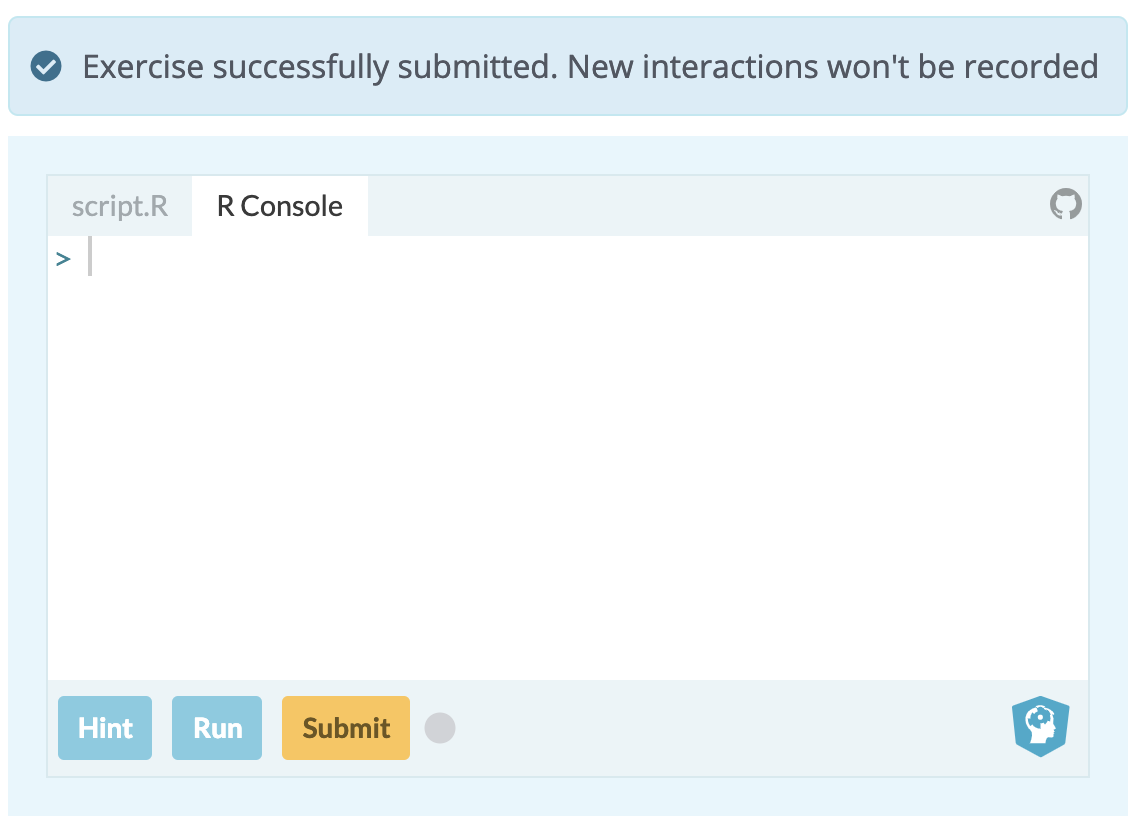 Exercise successfully submitted. New interactions won't be recorded
script.R R Console
>
Hint Run Submit